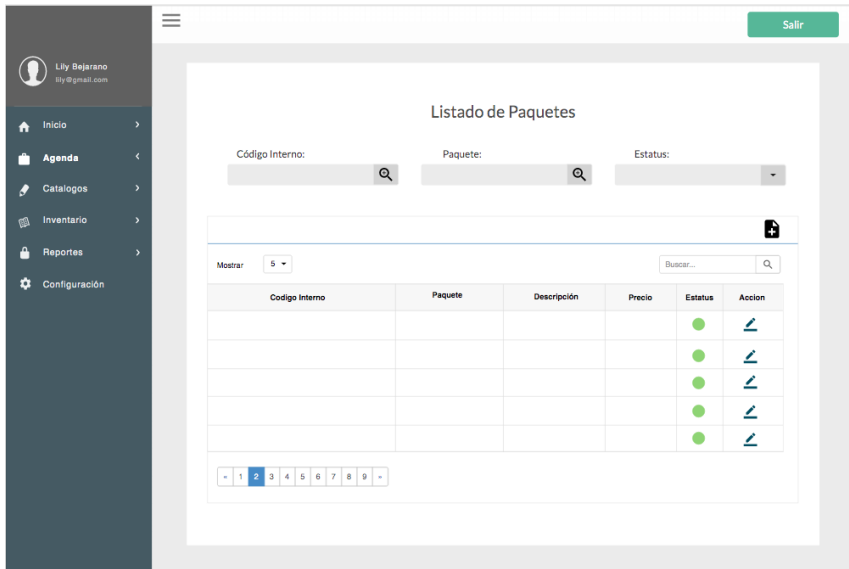 Salir
Lily Bejarano
lily@gmail.com
Inicio
Agenda
Catalogos
Inventario
Reportes
Configuración
Listado de Paquetes
Código Interno: Paquete: Estatus:
Mostrar 5 Buscar...
Codigo Interno Paquete Descripción Precio Estatus Accion
« 1 2 3 4 5 6 7 8 9 »